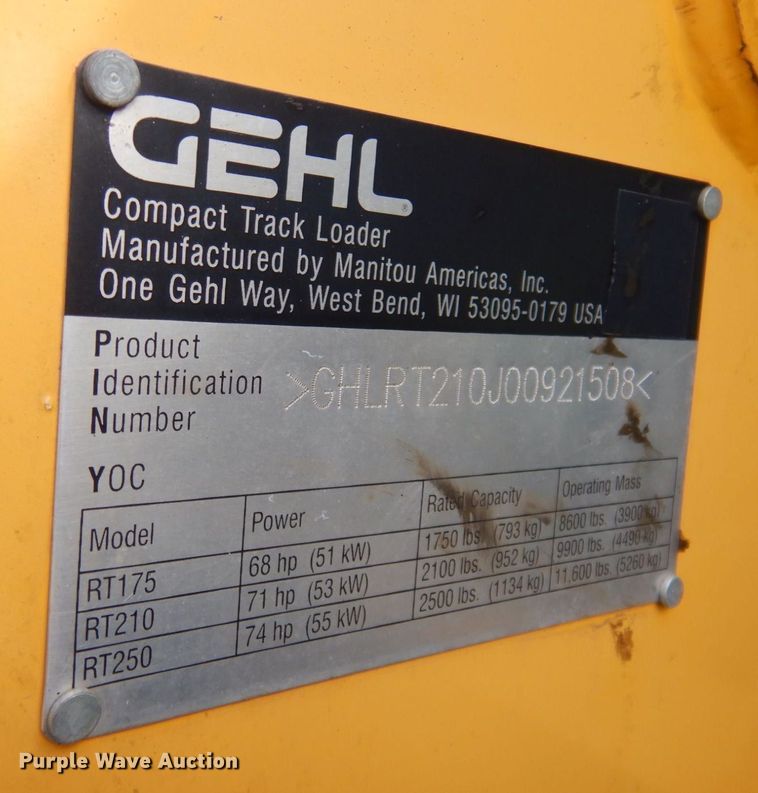 GEHL®
Compact Track Loader
Manufactured by Manitou Americas, Inc.
One Gehl Way, West Bend, WI 53095-0179 USA
Product
Identification >GHLRT210J00921508<
Number
YOC
Model Power Rated Capacity Operating Mass
RT175 68 hp (51 kW) 1750 lbs. (793 kg) 8600 lbs. (3900 kg)
RT210 71 hp (53 kW) 2100 lbs. (952 kg) 9900 lbs. (4490 kg)
RT250 74 hp (55 kW) 2500 lbs. (1134 kg) 11,600 lbs. (5260 kg)
Purple Wave Auction